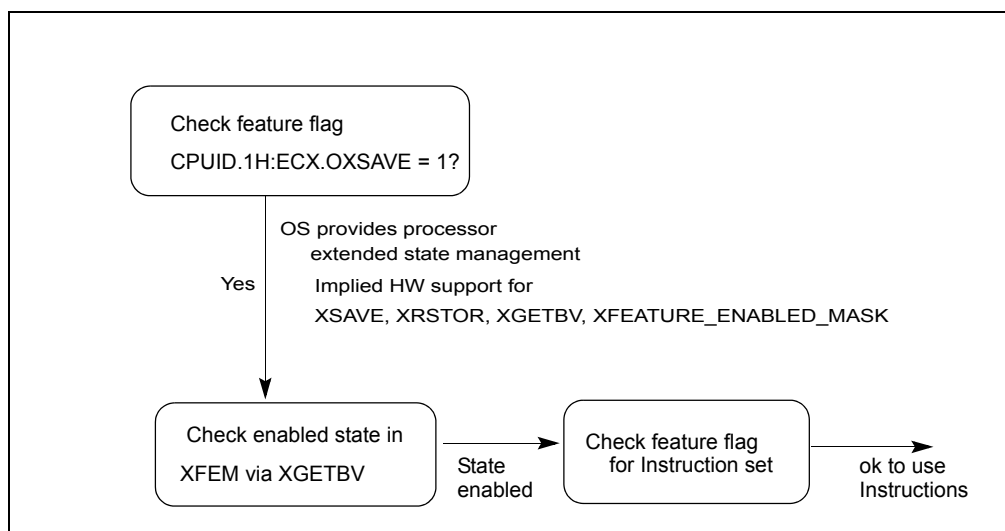 Check feature flag
CPUID.1H:ECX.OXSAVE = 1?
OS provides processor
extended state management
Yes
Implied HW support for
XSAVE, XRSTOR, XGETBV, XFEATURE_ENABLED_MASK
Check enabled state in
XFEM via XGETBV
State
enabled
Check feature flag
for Instruction set
ok to use
Instructions